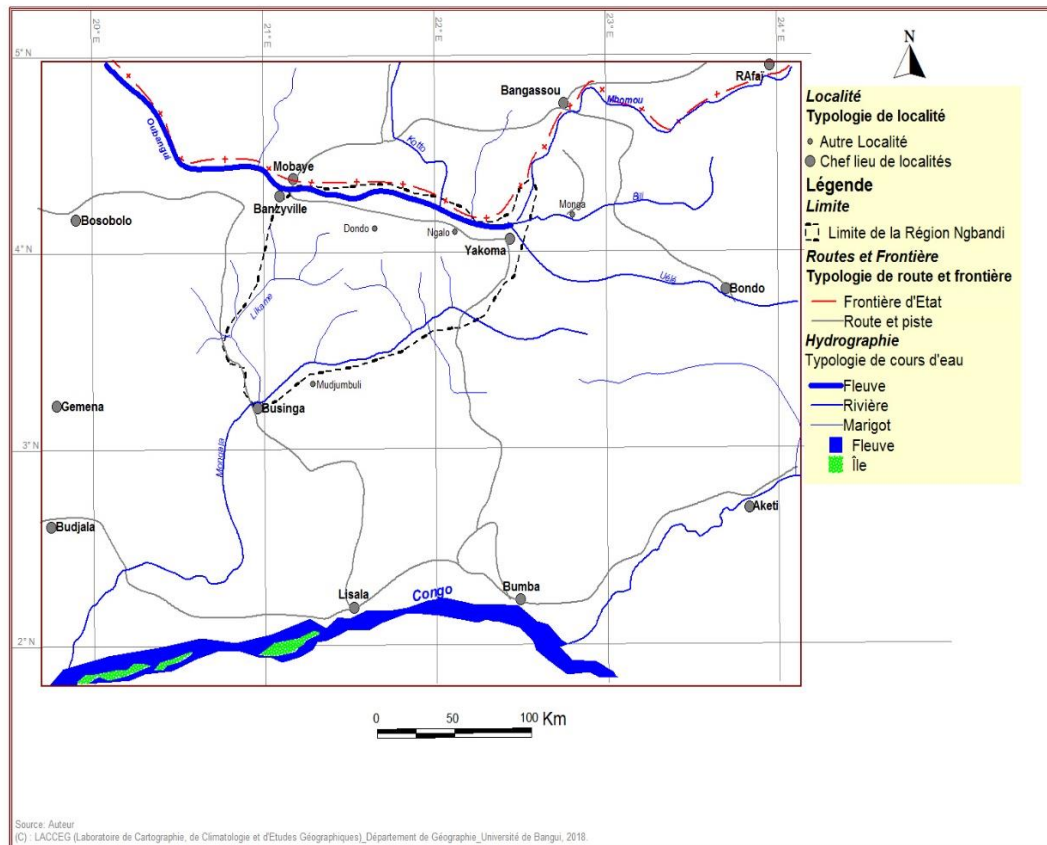 20° E
21° E
22° E
23° E
24° E
5° N
4° N
3° N
2° N
N
RAfaï
Bangassou
Mbomou
Oubangui
Kotto
Mobaye
Banzyville
Bosobolo
Dondo
Ngalo
Yakoma
Monga
Bili
Uélé
Bondo
Likame
Mudjumbuli
Businga
Gemena
Mongala
Budjala
Aketi
Lisala
Congo
Bumba
Localité
Typologie de localité
Autre Localité
Chef lieu de localités
Légende
Limite
Limite de la Région Ngbandi
Routes et Frontière
Typologie de route et frontière
Frontière d'Etat
Route et piste
Hydrographie
Typologie de cours d'eau
Fleuve
Rivière
Marigot
Fleuve
Île
0 50 100 Km
Source: Auteur
(C) : LACCEG (Laboratoire de Cartographie, de Climatologie et d'Etudes Géographiques)_Département de Géographie_Université de Bangui, 2018.